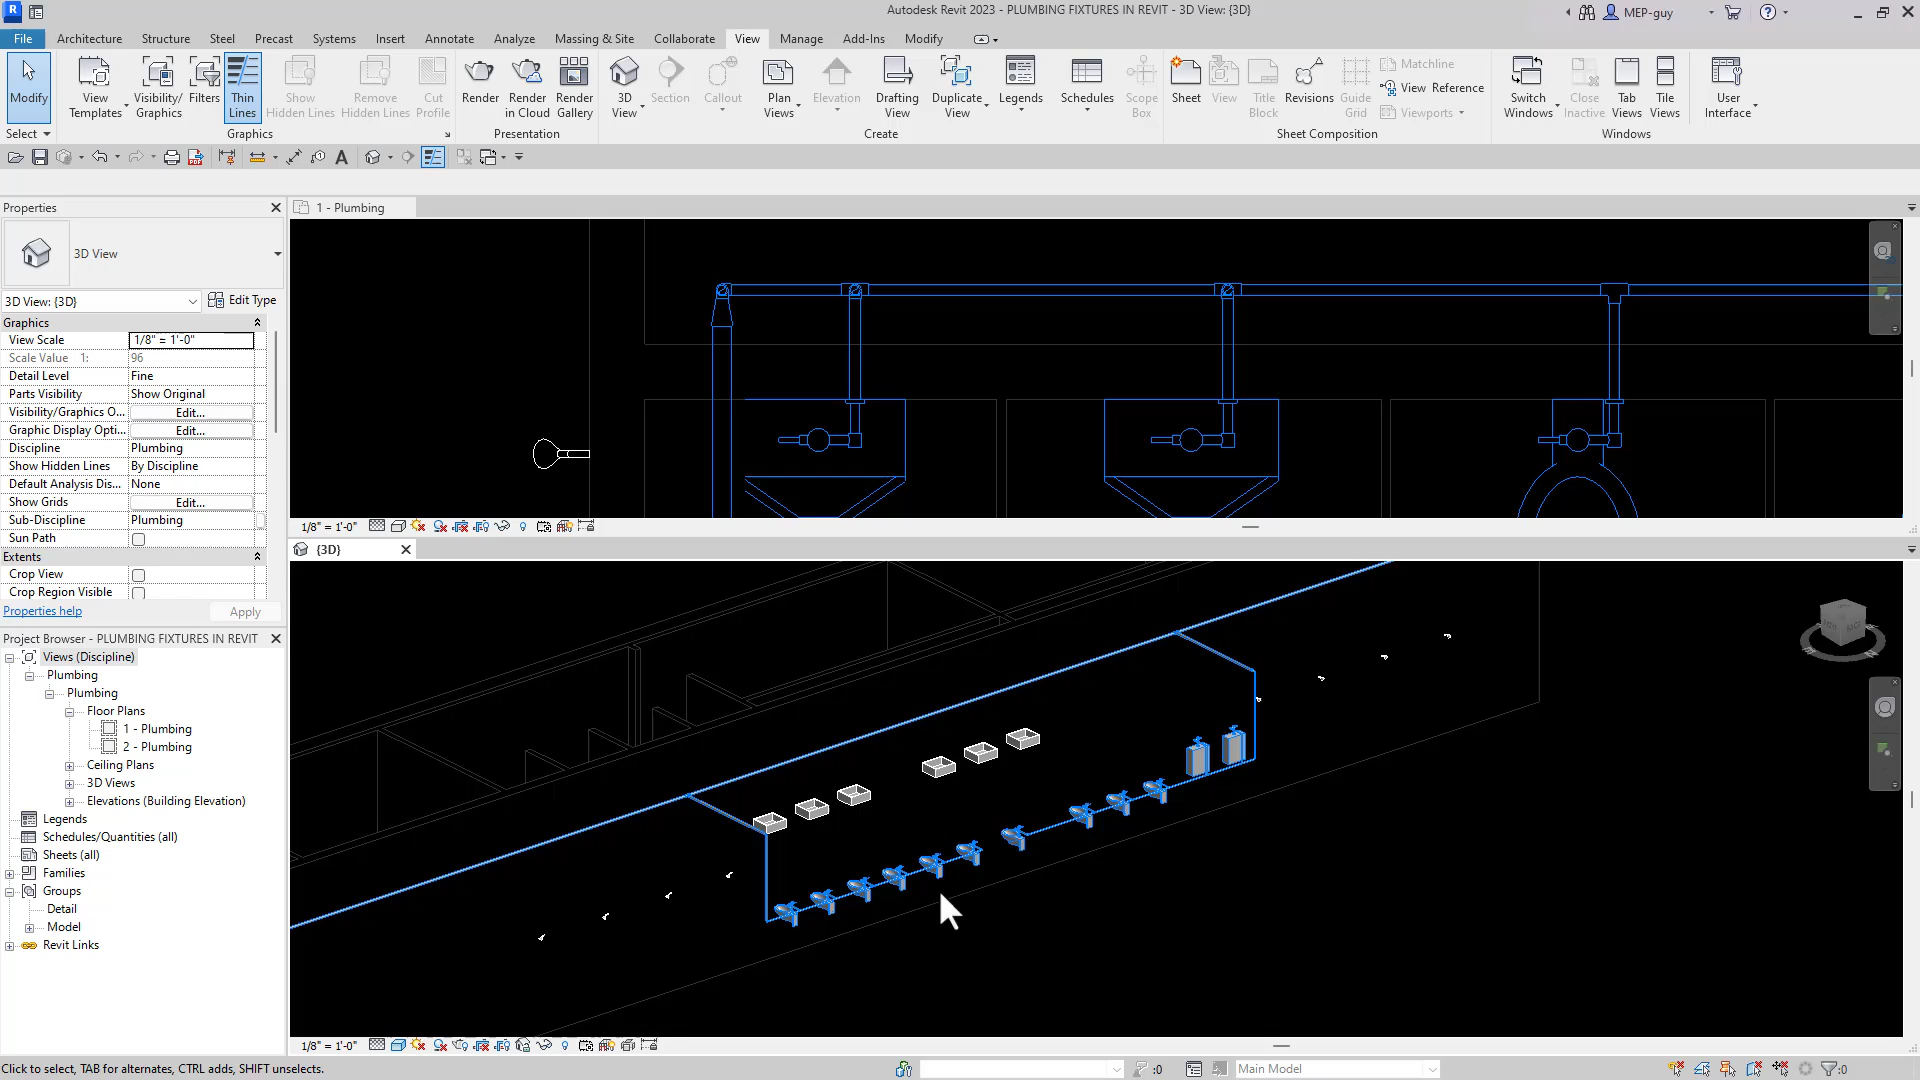 Autodesk Revit 2023 - PLUMBING FIXTURES IN REVIT - 3D View: {3D}
MEP-guy
File Architecture Structure Steel Precast Systems Insert Annotate Analyze Massing & Site Collaborate View Manage Add-Ins Modify
Modify
View Templates
Visibility/ Graphics
Filters
Thin Lines
Show Hidden Lines
Remove Hidden Lines
Cut Profile
Render
Render in Cloud
Render Gallery
3D View
Section
Callout
Plan Views
Elevation
Drafting View
Duplicate View
Legends
Schedules
Scope Box
Sheet
View
Title Block
Revisions
Guide Grid
Matchline
View Reference
Viewports
Switch Windows
Close Inactive
Tab Views
Tile Views
User Interface
Select Graphics Presentation Create Sheet Composition Windows
Properties
3D View
3D View: {3D} Edit Type
Graphics
View Scale 1/8" = 1'-0"
Scale Value 1: 96
Detail Level Fine
Parts Visibility Show Original
Visibility/Graphics O... Edit...
Graphic Display Opti... Edit...
Discipline Plumbing
Show Hidden Lines By Discipline
Default Analysis Dis... None
Show Grids Edit...
Sub-Discipline Plumbing
Sun Path
Extents
Crop View
Crop Region Visible
Properties help Apply
Project Browser - PLUMBING FIXTURES IN REVIT
Views (Discipline)
Plumbing
Plumbing
Floor Plans
1 - Plumbing
2 - Plumbing
Ceiling Plans
3D Views
Elevations (Building Elevation)
Legends
Schedules/Quantities (all)
Sheets (all)
Families
Groups
Detail
Model
Revit Links
1 - Plumbing
1/8" = 1'-0"
{3D}
1/8" = 1'-0"
Click to select, TAB for alternates, CTRL adds, SHIFT unselects.
:0
Main Model
:0